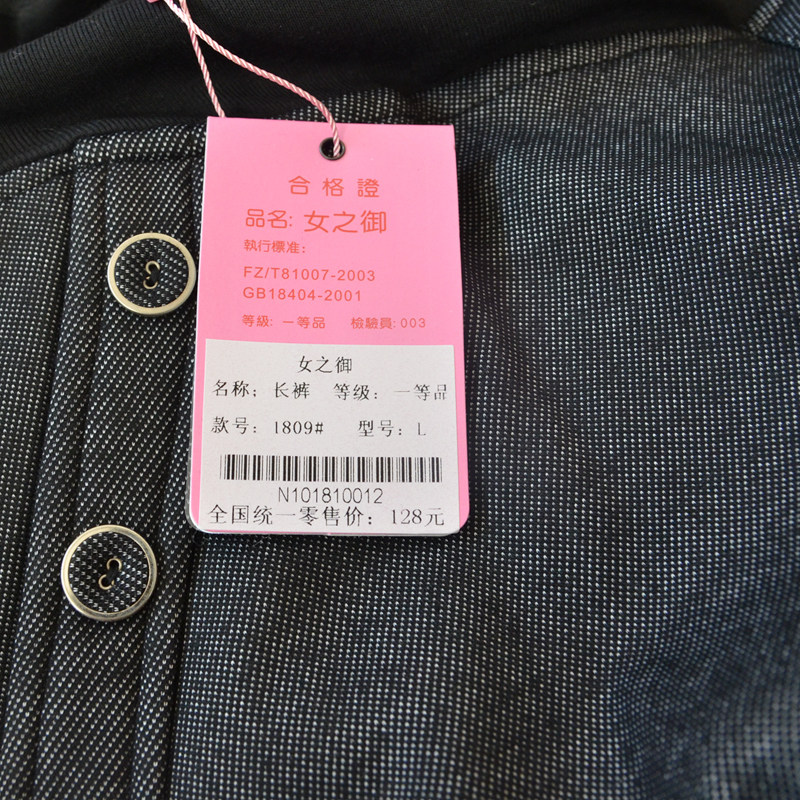 合格證
品名: 女之御
執行標准:
FZ/T81007-2003
GB18404-2001
等級: 一等品 檢驗員: 003
女之御
名称: 长裤 等级: 一等品
款号: 1809# 型号: L
N101810012
全国统一零售价: 128元